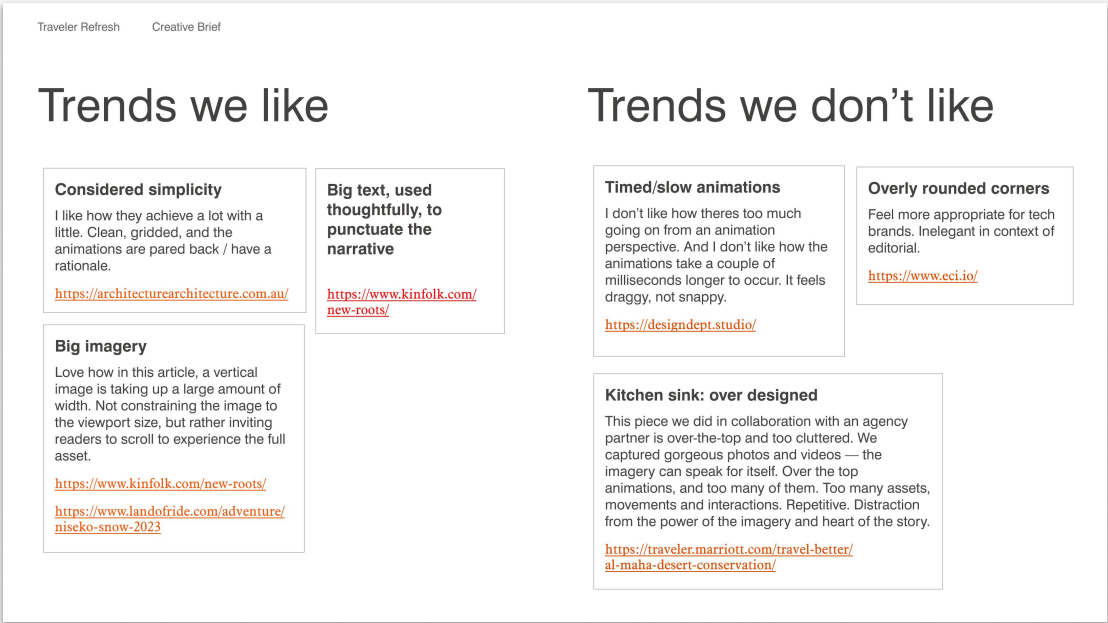 Traveler Refresh Creative Brief
Trends we like
Considered simplicity
I like how they achieve a lot with a
little. Clean, gridded, and the
animations are pared back / have a
rationale.
https://architecturearchitecture.com.au/
Big text, used
thoughtfully, to
punctuate the
narrative
https://www.kinfolk.com/
new-roots/
Big imagery
Love how in this article, a vertical
image is taking up a large amount of
width. Not constraining the image to
the viewport size, but rather inviting
readers to scroll to experience the full
asset.
https://www.kinfolk.com/new-roots/
https://www.landofride.com/adventure/
niseko-snow-2023
Trends we don’t like
Timed/slow animations
I don’t like how theres too much
going on from an animation
perspective. And I don’t like how the
animations take a couple of
milliseconds longer to occur. It feels
draggy, not snappy.
https://designdept.studio/
Overly rounded corners
Feel more appropriate for tech
brands. Inelegant in context of
editorial.
https://www.eci.io/
Kitchen sink: over designed
This piece we did in collaboration with an agency
partner is over-the-top and too cluttered. We
captured gorgeous photos and videos — the
imagery can speak for itself. Over the top
animations, and too many of them. Too many assets,
movements and interactions. Repetitive. Distraction
from the power of the imagery and heart of the story.
https://traveler.marriott.com/travel-better/
al-maha-desert-conservation/